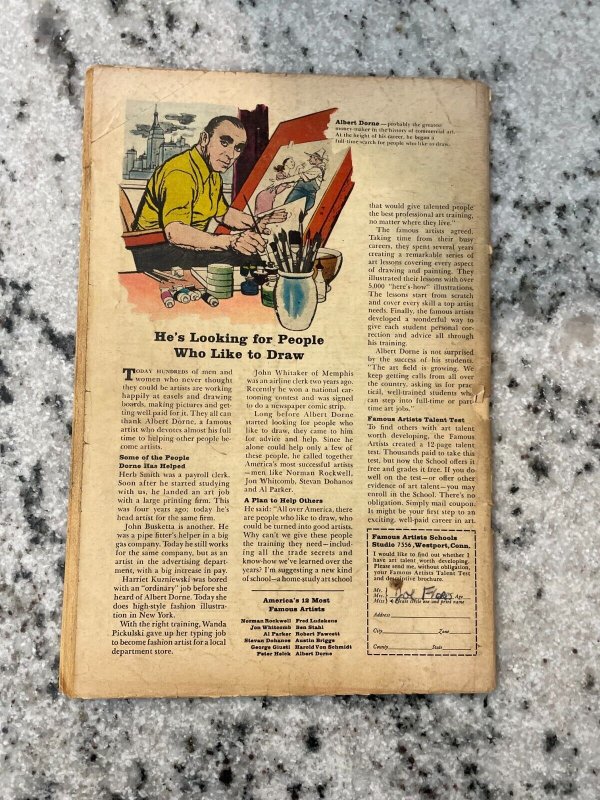 Albert Dorne—probably the greatest
money-maker in the history of commercial art.
At the height of his career, he began a
full-time search for people who like to draw.
He's Looking for People
Who Like to Draw
TODAY HUNDREDS of men and
women who never thought
they could be artists are working
happily at easels and drawing
boards, making pictures and get-
ting well paid for it. They all can
thank Albert Dorne, a famous
artist who devotes almost his full
time to helping other people be-
come artists.
Some of the People
Dorne Has Helped
Herb Smith was a payroll clerk.
Soon after he started studying
with us, he landed an art job
with a large printing firm. This
was four years ago; today he's
head artist for the same firm.
John Busketta is another. He
was a pipe fitter's helper in a big
gas company. Today he still works
for the same company, but as an
artist in the advertising depart-
ment, with a big increase in pay.
Harriet Kuzniewski was bored
with an "ordinary" job before she
heard of Albert Dorne. Today she
does high-style fashion illustra-
tion in New York.
With the right training, Wanda
Pickulski gave up her typing job
to become fashion artist for a local
department store.
John Whitaker of Memphis
was an airline clerk two years ago.
Recently he won a national car-
tooning contest and was signed
to do a newspaper comic strip.
Long before Albert Dorne
started looking for people who
like to draw, they came to him
for advice and help. Since he
alone could help only a few of
these people, he called together
America's most successful artists
—men like Norman Rockwell,
Jon Whitcomb, Stevan Dohanos
and Al Parker.
A Plan to Help Others
He said: "All over America, there
are people who like to draw, who
could be turned into good artists.
Why can't we give these people
the training they need—includ-
ing all the trade secrets and
know-how we've learned over the
years? I'm suggesting a new kind
of school—a home-study art school
that would give talented people
the best professional art training,
no matter where they live."
The famous artists agreed.
Taking time from their busy
careers, they spent several years
creating a remarkable series of
art lessons covering every aspect
of drawing and painting. They
illustrated their lessons with over
5,000 "here's-how" illustrations.
The lessons start from scratch
and cover every skill a top artist
needs. Finally, the famous artists
developed a wonderful way to
give each student personal cor-
rection and advice all through
his training.
Albert Dorne is not surprised
by the success of his students.
"The art field is growing. We
keep getting calls from all over
the country, asking us for prac-
tical, well-trained students who
can step into full-time or part-
time art jobs."
Famous Artists Talent Test
To find others with art talent
worth developing, the Famous
Artists created a 12-page talent
test. Thousands paid to take this
test, but now the School offers it
free and grades it free. If you do
well on the test—or offer other
evidence of art talent—you may
enroll in the School. There's no
obligation. Simply mail coupon.
It might be your first step to an
exciting, well-paid career in art.
America's 12 Most
Famous Artists
Norman Rockwell Fred Ludekens
Jon Whitcomb Ben Stahl
Al Parker Robert Fawcett
Stevan Dohanos Austin Briggs
George Giusti Harold Von Schmidt
Peter Helck Albert Dorne
Famous Artists Schools
Studio 7356, Westport, Conn.
I would like to find out whether I
have art talent worth developing.
Please send me, without obligation,
your Famous Artists Talent Test
and descriptive brochure.
Mr.
Mrs. Age
Miss (Please circle one and print name)
Address
City Zone
County State